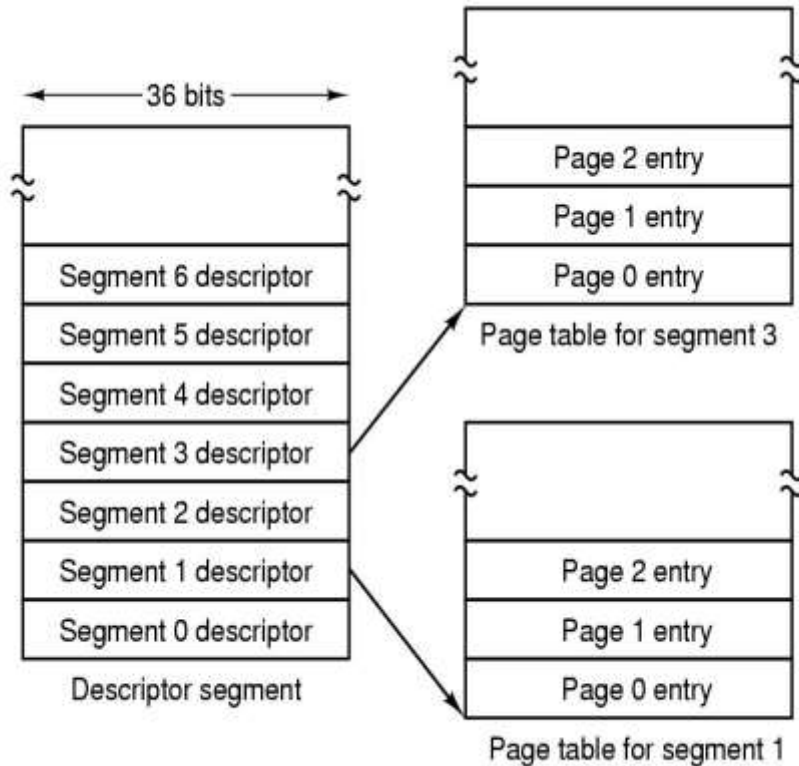 36 bits
Segment 6 descriptor
Segment 5 descriptor
Segment 4 descriptor
Segment 3 descriptor
Segment 2 descriptor
Segment 1 descriptor
Segment 0 descriptor
Descriptor segment
Page 2 entry
Page 1 entry
Page 0 entry
Page table for segment 3
Page 2 entry
Page 1 entry
Page 0 entry
Page table for segment 1